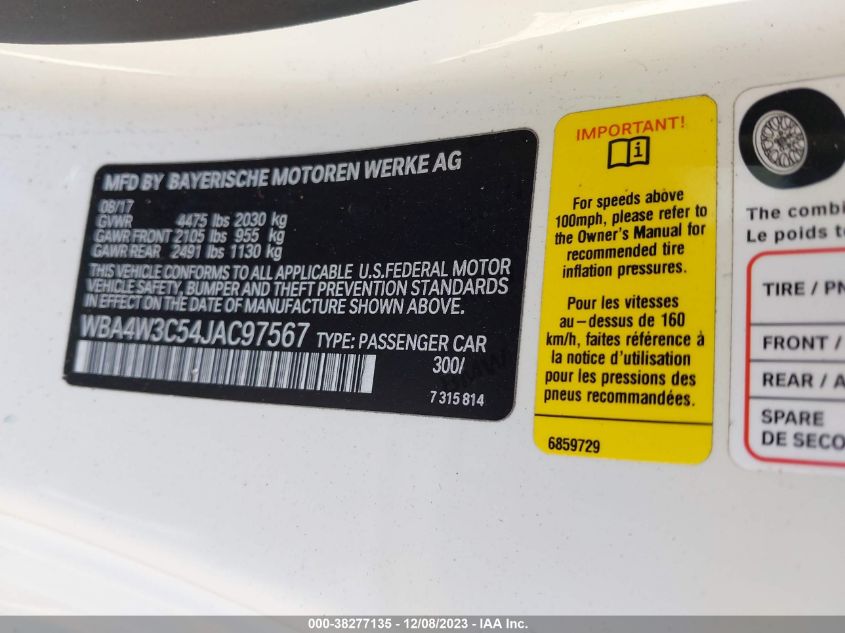 MFD BY BAYERISCHE MOTOREN WERKE AG
08/17
GVWR 4475 lbs 2030 kg
GAWR FRONT 2105 lbs 955 kg
GAWR REAR 2491 lbs 1130 kg
THIS VEHICLE CONFORMS TO ALL APPLICABLE U.S.FEDERAL MOTOR
VEHICLE SAFETY, BUMPER AND THEFT PREVENTION STANDARDS
IN EFFECT ON THE DATE OF MANUFACTURE SHOWN ABOVE.
WBA4W3C54JAC97567 TYPE: PASSENGER CAR
300/
7 315 814
IMPORTANT!
i
For speeds above
100mph, please refer to
the Owner's Manual for
recommended tire
inflation pressures.
Pour les vitesses
au-dessus de 160
km/h, faites référence à
la notice d'utilisation
pour les pressions des
pneus recommandées.
6859729
The combi
Le poids to
TIRE / PN
FRONT /
REAR / A
SPARE
DE SECO
000-38277135 - 12/08/2023 - IAA Inc.